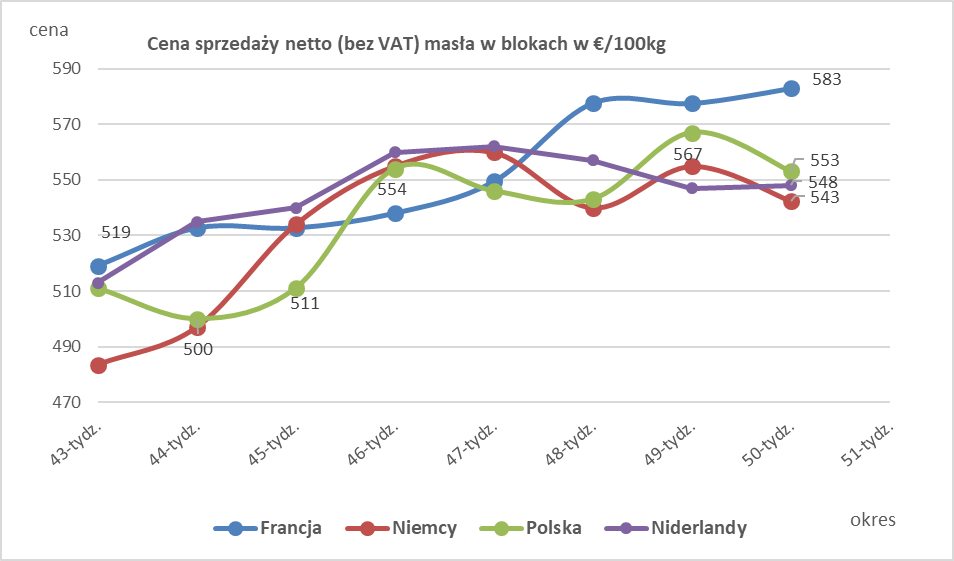 cena
Cena sprzedaży netto (bez VAT) masła w blokach w €/100kg
590
570
550
530
510
490
470
519
500
511
554
567
583
553
548
543
43-tydz.
44-tydz.
45-tydz.
46-tydz.
47-tydz.
48-tydz.
49-tydz.
50-tydz.
51-tydz.
okres
Francja Niemcy Polska Niderlandy